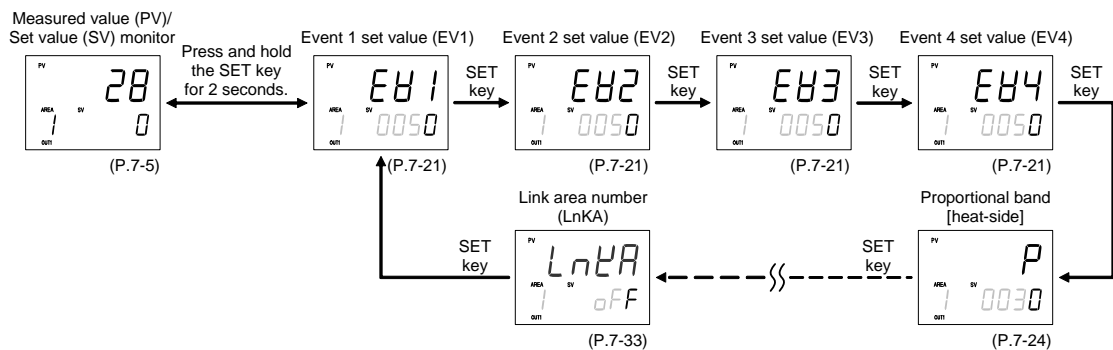 Measured value (PV)/
Set value (SV) monitor
Press and hold
the SET key
for 2 seconds.
Event 1 set value (EV1)
SET
key
Event 2 set value (EV2)
SET
key
Event 3 set value (EV3)
SET
key
Event 4 set value (EV4)
SET
key
PV
28
AREA SV
1 0
OUT1
(P.7-5)
PV
EV1
AREA SV
1 0050
OUT1
(P.7-21)
PV
EV2
AREA SV
1 0050
OUT1
(P.7-21)
PV
EV3
AREA SV
1 0050
OUT1
(P.7-21)
PV
EV4
AREA SV
1 0050
OUT1
(P.7-21)
Link area number
(LnKA)
Proportional band
[heat-side]
SET
key
PV
LnKA
AREA SV
1 oFF
OUT1
(P.7-33)
SET
key
PV
P
AREA SV
1 0030
OUT1
(P.7-24)